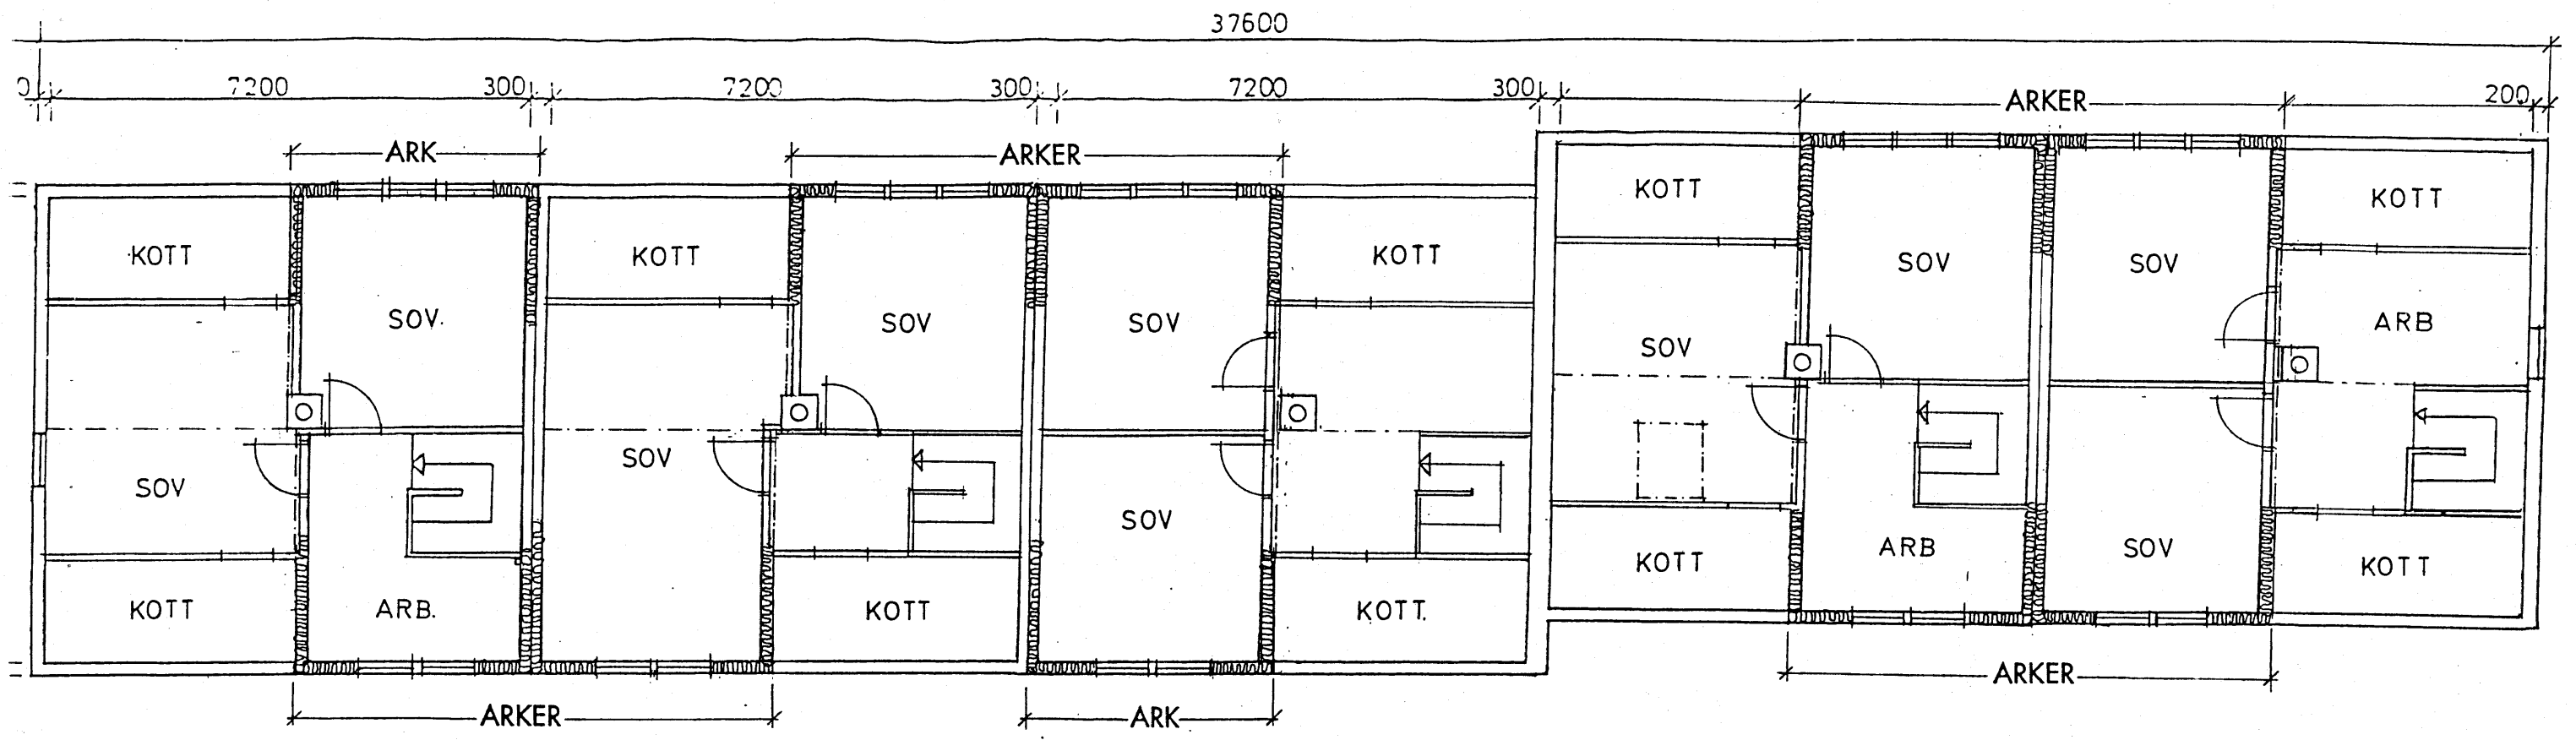 37600
0 7200 300 7200 300 7200 300 200
ARKER
ARK ARKER
KOTT KOTT
KOTT KOTT KOTT
SOV SOV
SOV. SOV SOV ARB
SOV
SOV
SOV
SOV
ARB SOV
KOTT KOTT
KOTT ARB. KOTT KOTT.
ARKER
ARKER ARK